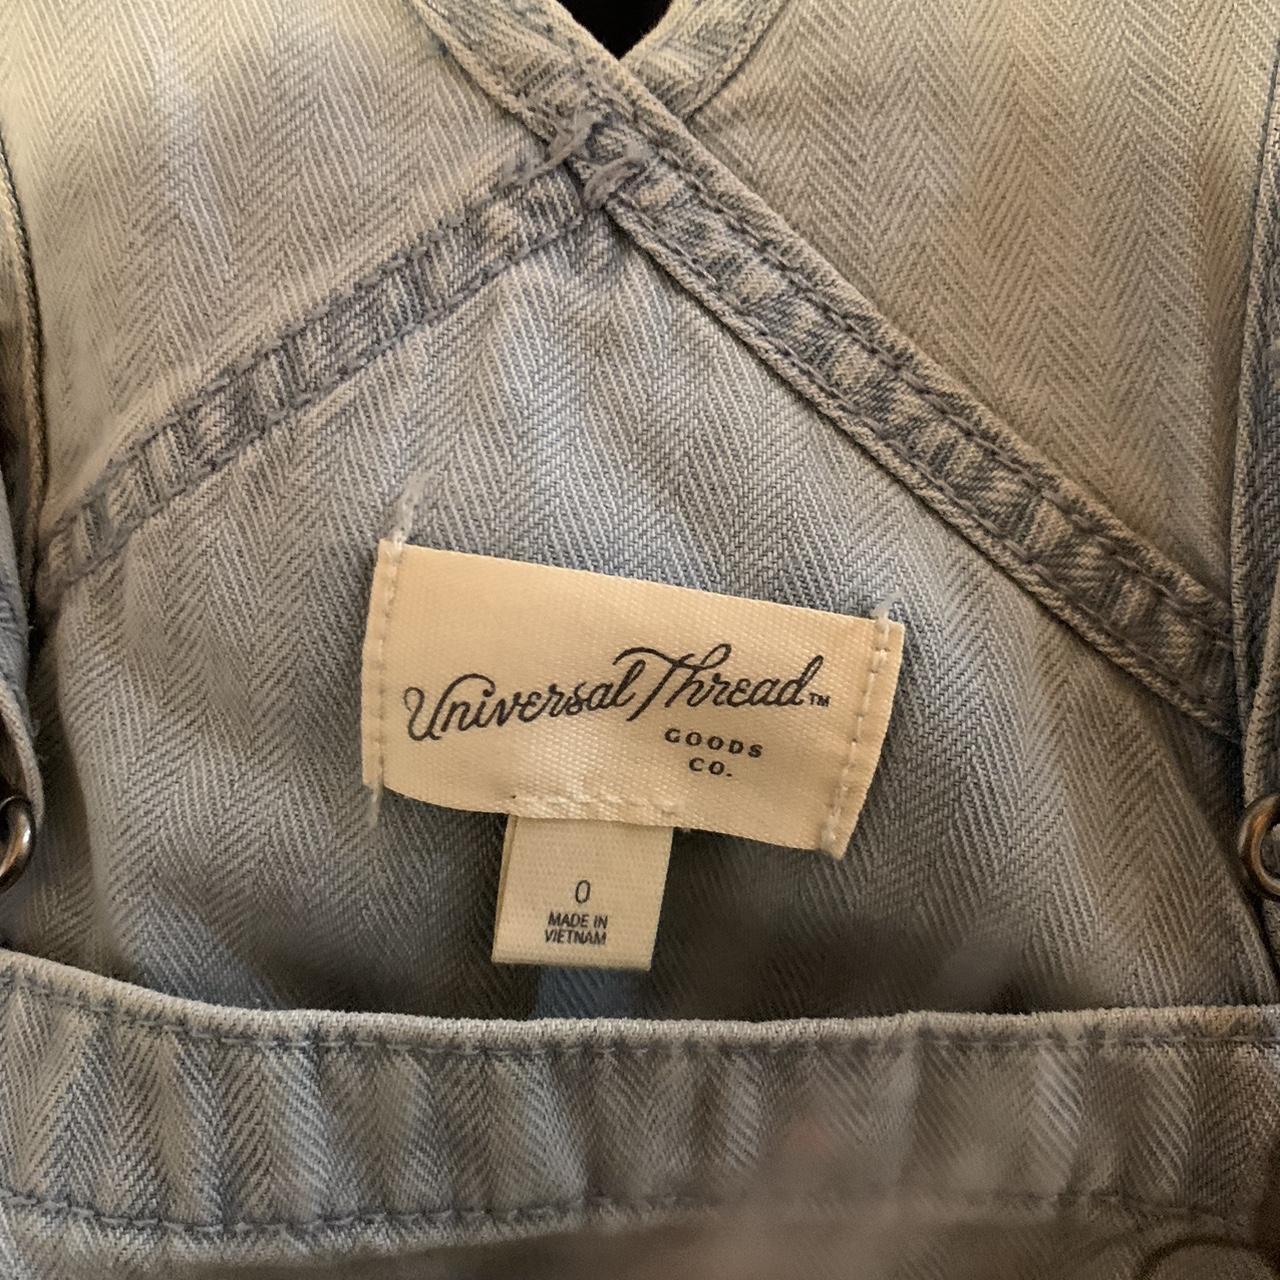 Universal Thread™
GOODS
CO.
0
MADE IN
VIETNAM